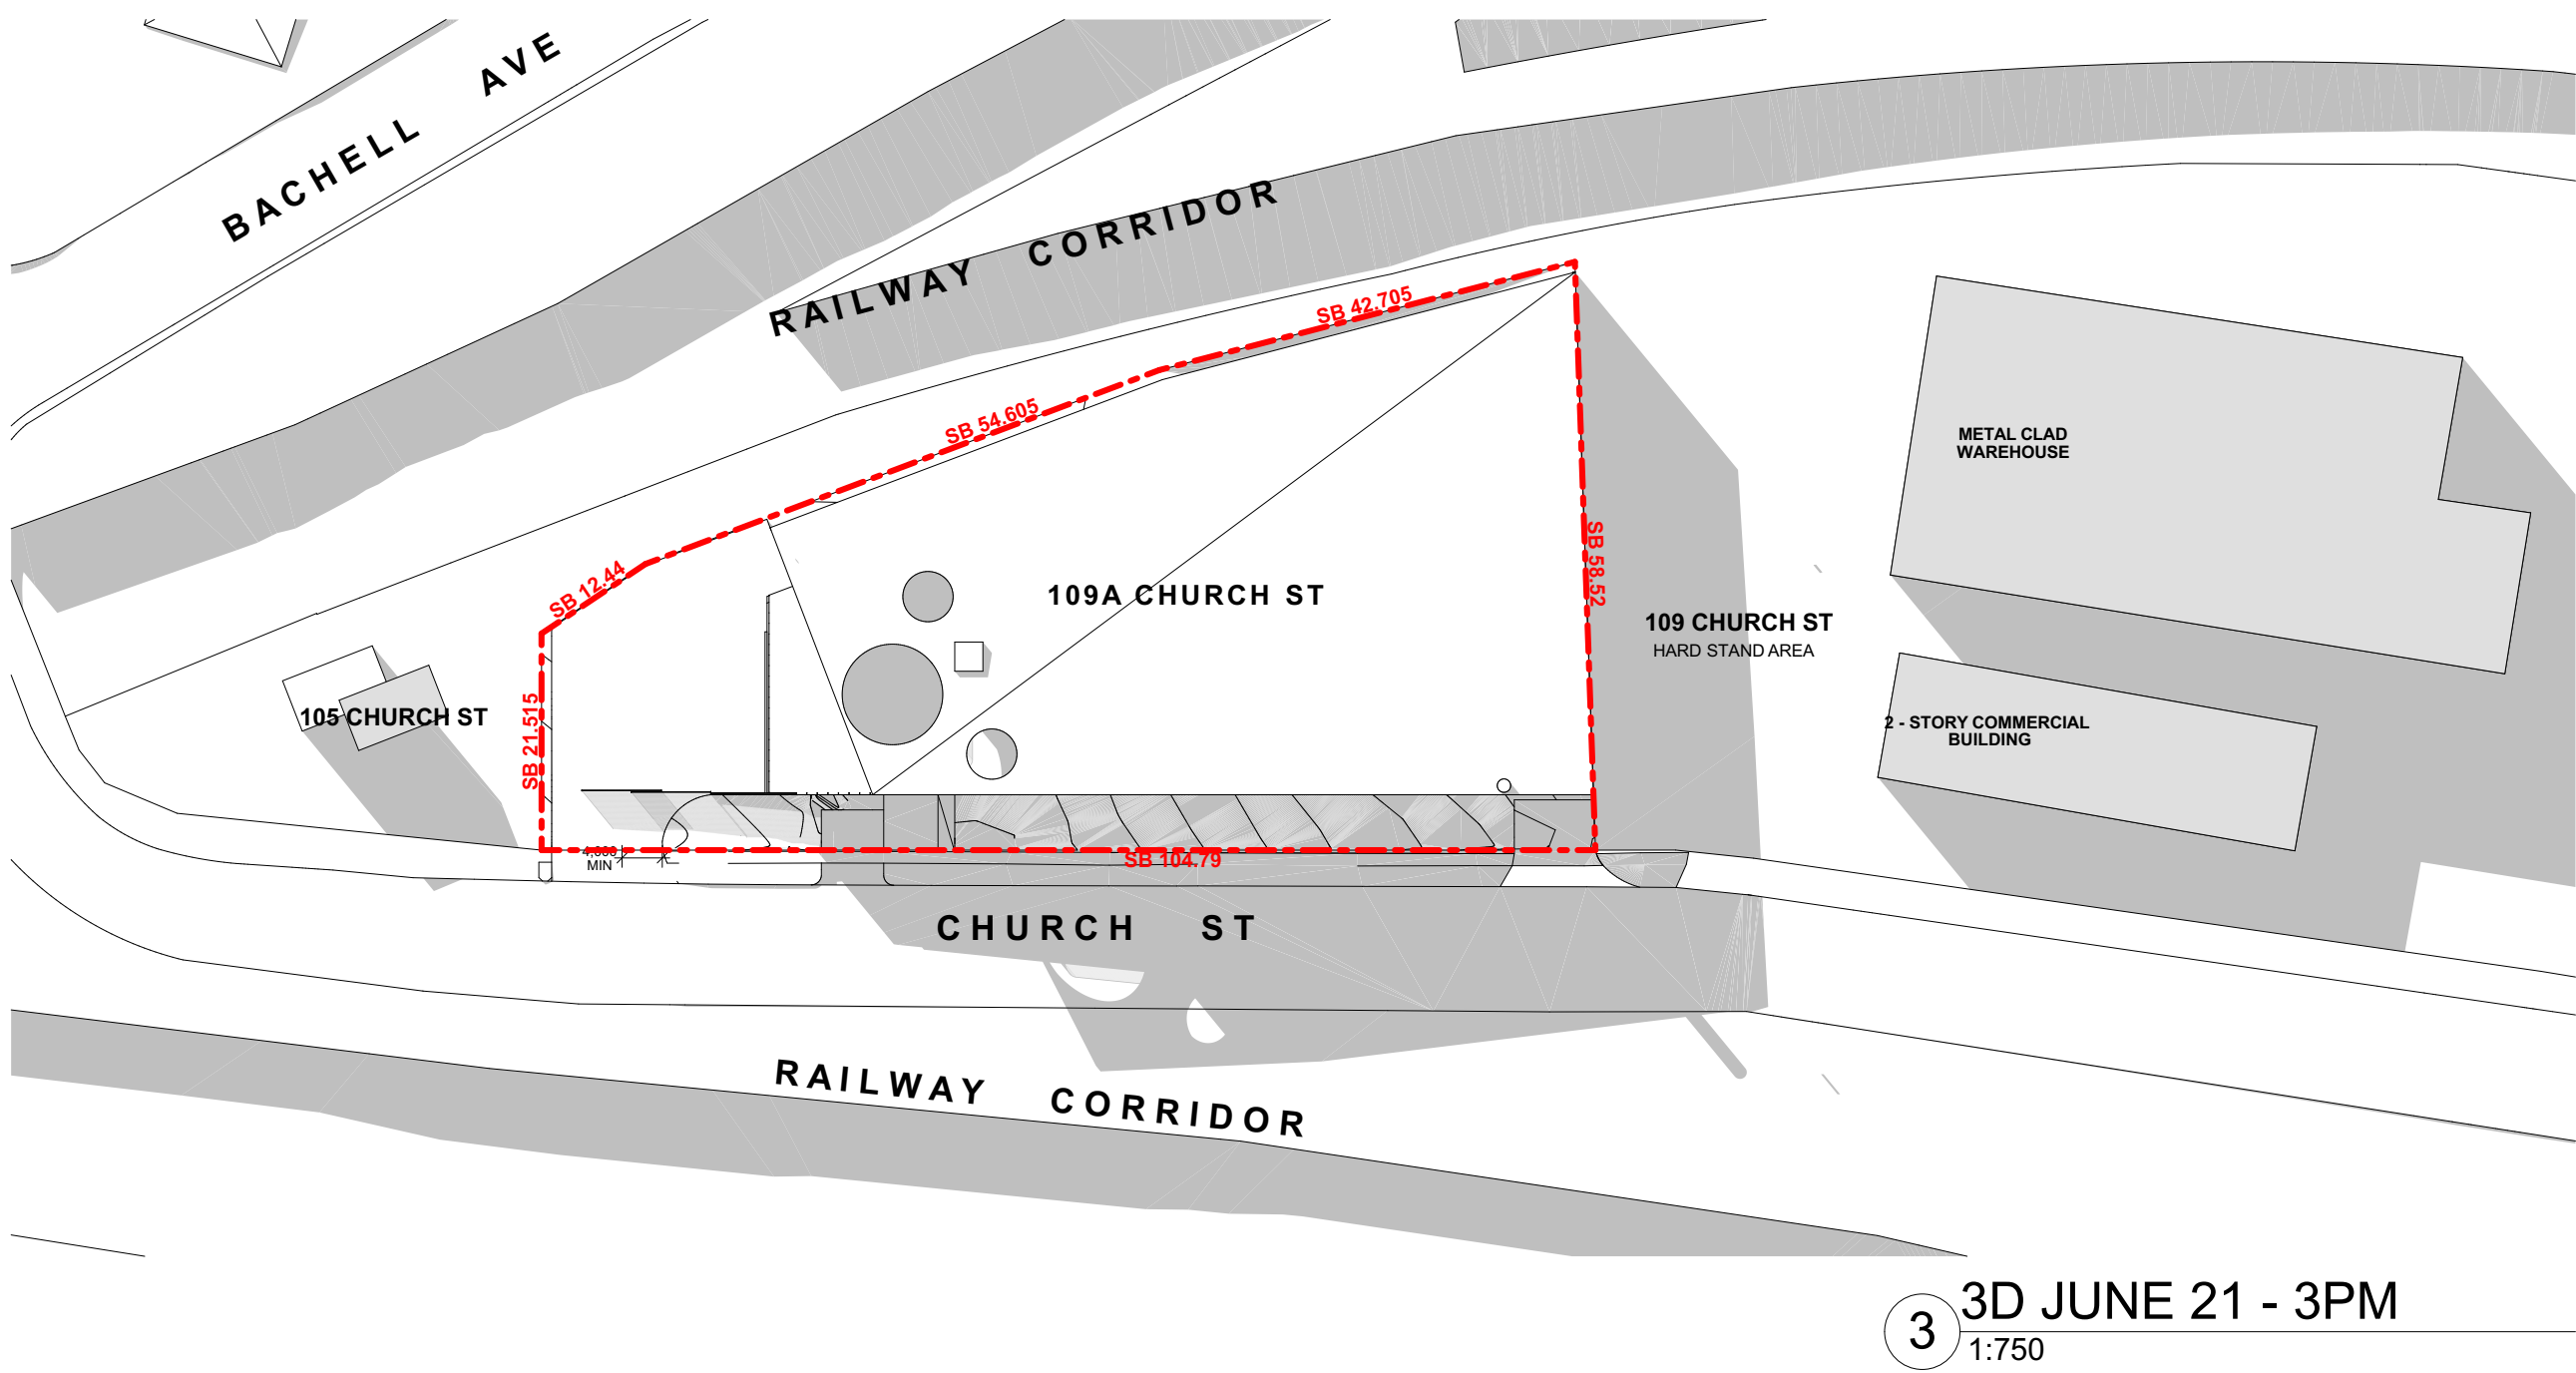 BACHELL AVE
RAILWAY CORRIDOR
SB 42.705
SB 54.605
SB 12.44
SB 21.515
SB 58.52
SB 104.79
METAL CLAD
WAREHOUSE
109A CHURCH ST
109 CHURCH ST
HARD STAND AREA
105 CHURCH ST
2 - STORY COMMERCIAL
BUILDING
MIN
CHURCH ST
RAILWAY CORRIDOR
3
3D JUNE 21 - 3PM
1:750